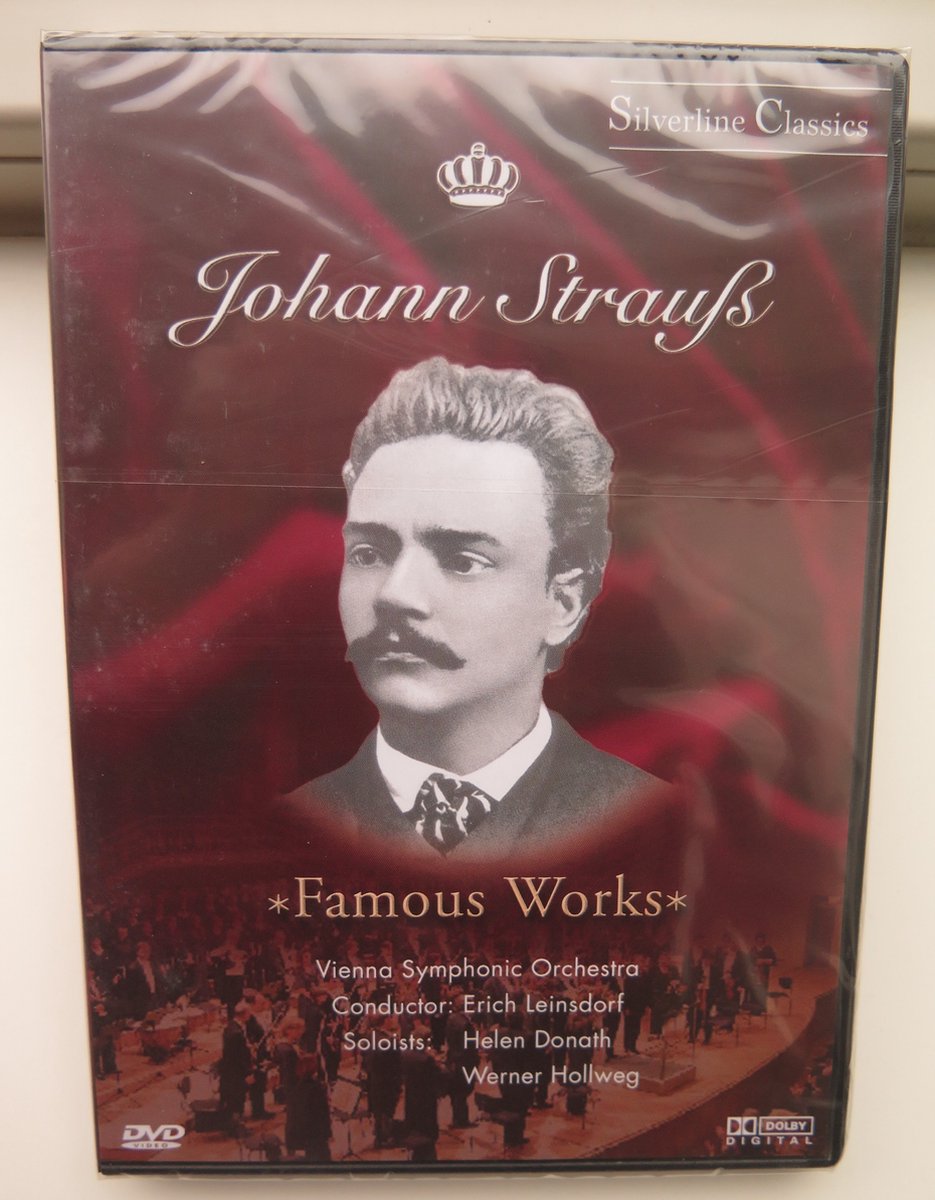 Silverline Classics
Johann Strauß
*Famous Works*
Vienna Symphonic Orchestra
Conductor: Erich Leinsdorf
Soloists: Helen Donath
Werner Hollweg
DVD
VIDEO
DOLBY
DIGITAL